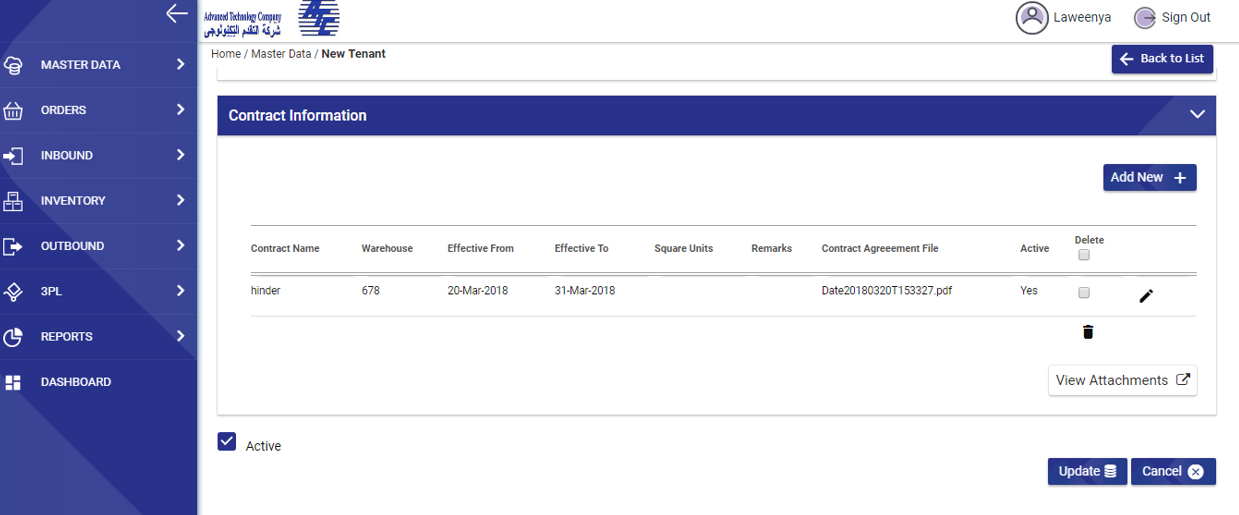 Advanced Technology Company
شركة التقدم التكنولوجى
ATC
Laweenya
Sign Out
Home / Master Data / New Tenant
Back to List
MASTER DATA
ORDERS
INBOUND
INVENTORY
OUTBOUND
3PL
REPORTS
DASHBOARD
Contract Information
Add New +
Contract Name Warehouse Effective From Effective To Square Units Remarks Contract Agreeement File Active Delete
hinder 678 20-Mar-2018 31-Mar-2018 Date20180320T153327.pdf Yes
View Attachments
Active
Update Cancel